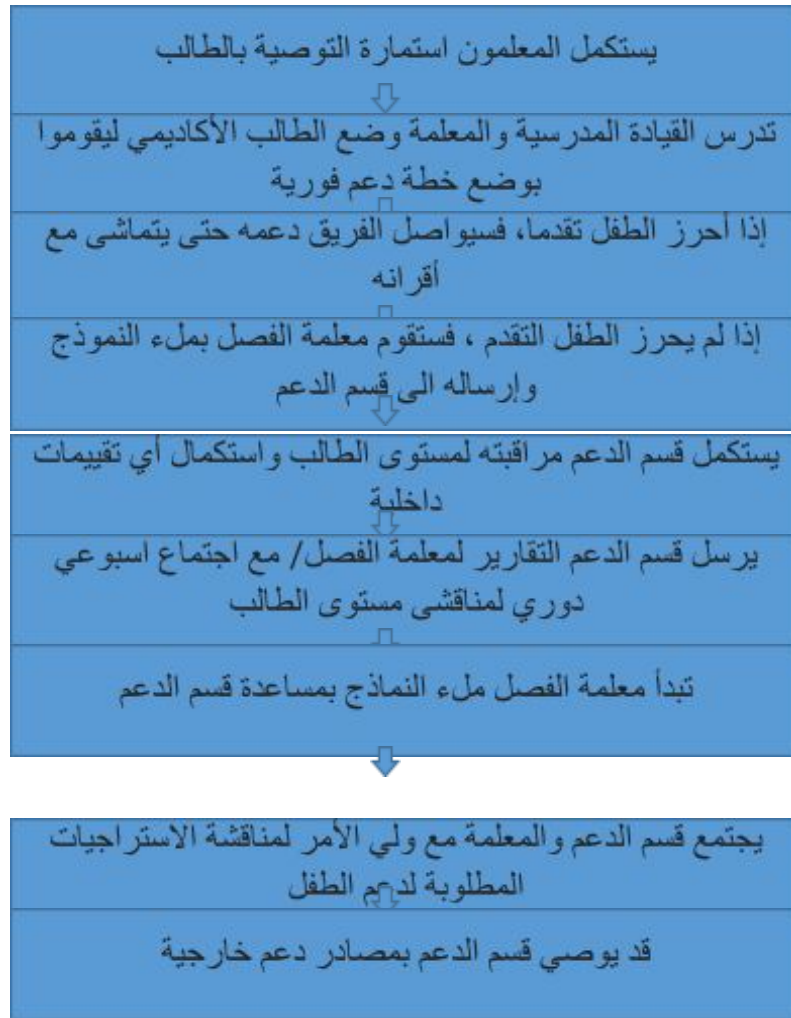 يستكمل المعلمون استمارة التوصية بالطالب
تدرس القيادة المدرسية والمعلمة وضع الطالب الأكاديمي ليقوموا
بوضع خطة دعم فورية
إذا أحرز الطفل تقدما، فسيواصل الفريق دعمه حتى يتماشى مع
أقرانه
إذا لم يحرز الطفل التقدم ، فستقوم معلمة الفصل بملء النموذج
وإرساله الى قسم الدعم
يستكمل قسم الدعم مراقبته لمستوى الطالب واستكمال أي تقييمات
داخلية
يرسل قسم الدعم التقارير لمعلمة الفصل/ مع اجتماع اسبوعي
دوري لمناقشى مستوى الطالب
تبدأ معلمة الفصل ملء النماذج بمساعدة قسم الدعم
يجتمع قسم الدعم والمعلمة مع ولي الأمر لمناقشة الاستراجيات
المطلوبة لدعم الطفل
قد يوصي قسم الدعم بمصادر دعم خارجية